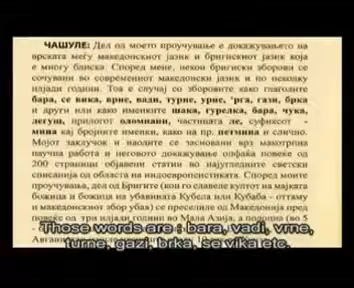 ЧАШУЛЕ: Дел од моето проучување е докажувањето на
врската меѓу македонскиот јазик и бригискиот јазик која
е многу блиска. Според мене, некои бригиски зборови се
сочувани во современиот македонски јазик и по неколку
илјади години. Тоа е случај со зборовите како глаголите
бара, се вика, врне, вади, турне, урне, 'рга, гази, брка
и други или како именките шака, гурелка, бара, чука,
легуш, прилогот одомнани, частицата ле, суфиксот -
мина кај бројните именки, како на пр. петмина и слично.
Мојот заклучок и наодите се засновани врз макотрпна
научна работа и неговото докажување опфаќа повеќе од
200 страници објавени статии во најугледните светски
списанија од областа на индоевропеистиката. Според моите
проучувања, дел од Бригите (кои го славеле култот на мајката
божица и божица на убавината Кубела или Кубаба - оттаму
и македонскиот збор убав) се преселиле од Македонија пред
повеќе од три илјади години во Мала Азија, а подоцна (во 5 -
Those words are : bara, vadi, vrne,
turne, gazi, brka, se vika etc.